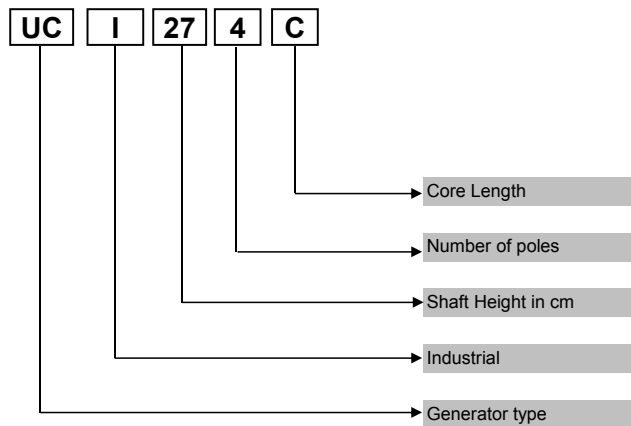 UC I 27 4 C
Core Length
Number of poles
Shaft Height in cm
Industrial
Generator type